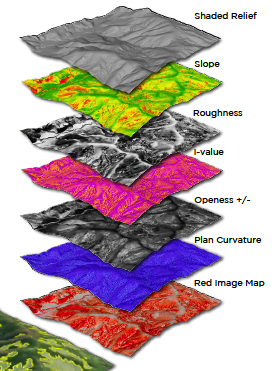 Shaded Relief
Slope
Roughness
I-value
Openess +/-
Plan Curvature
Red Image Map